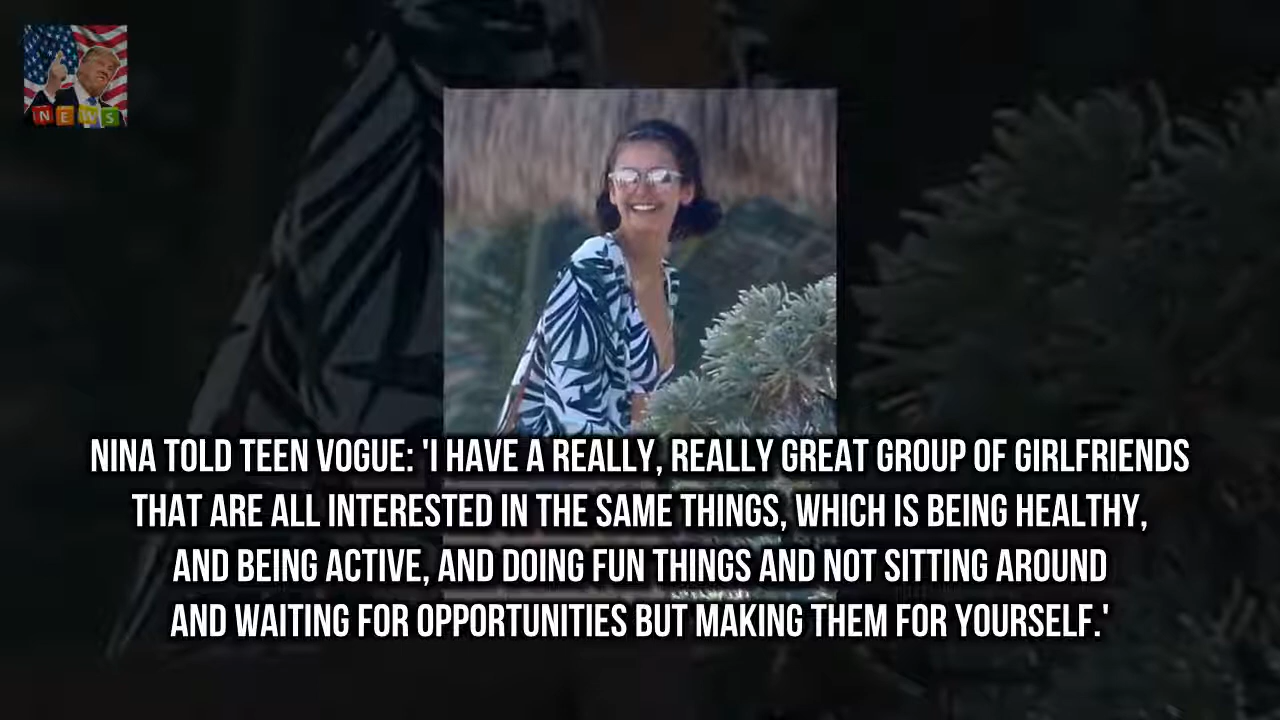 NEWS
NINA TOLD TEEN VOGUE: 'I HAVE A REALLY, REALLY GREAT GROUP OF GIRLFRIENDS
THAT ARE ALL INTERESTED IN THE SAME THINGS, WHICH IS BEING HEALTHY,
AND BEING ACTIVE, AND DOING FUN THINGS AND NOT SITTING AROUND
AND WAITING FOR OPPORTUNITIES BUT MAKING THEM FOR YOURSELF.'